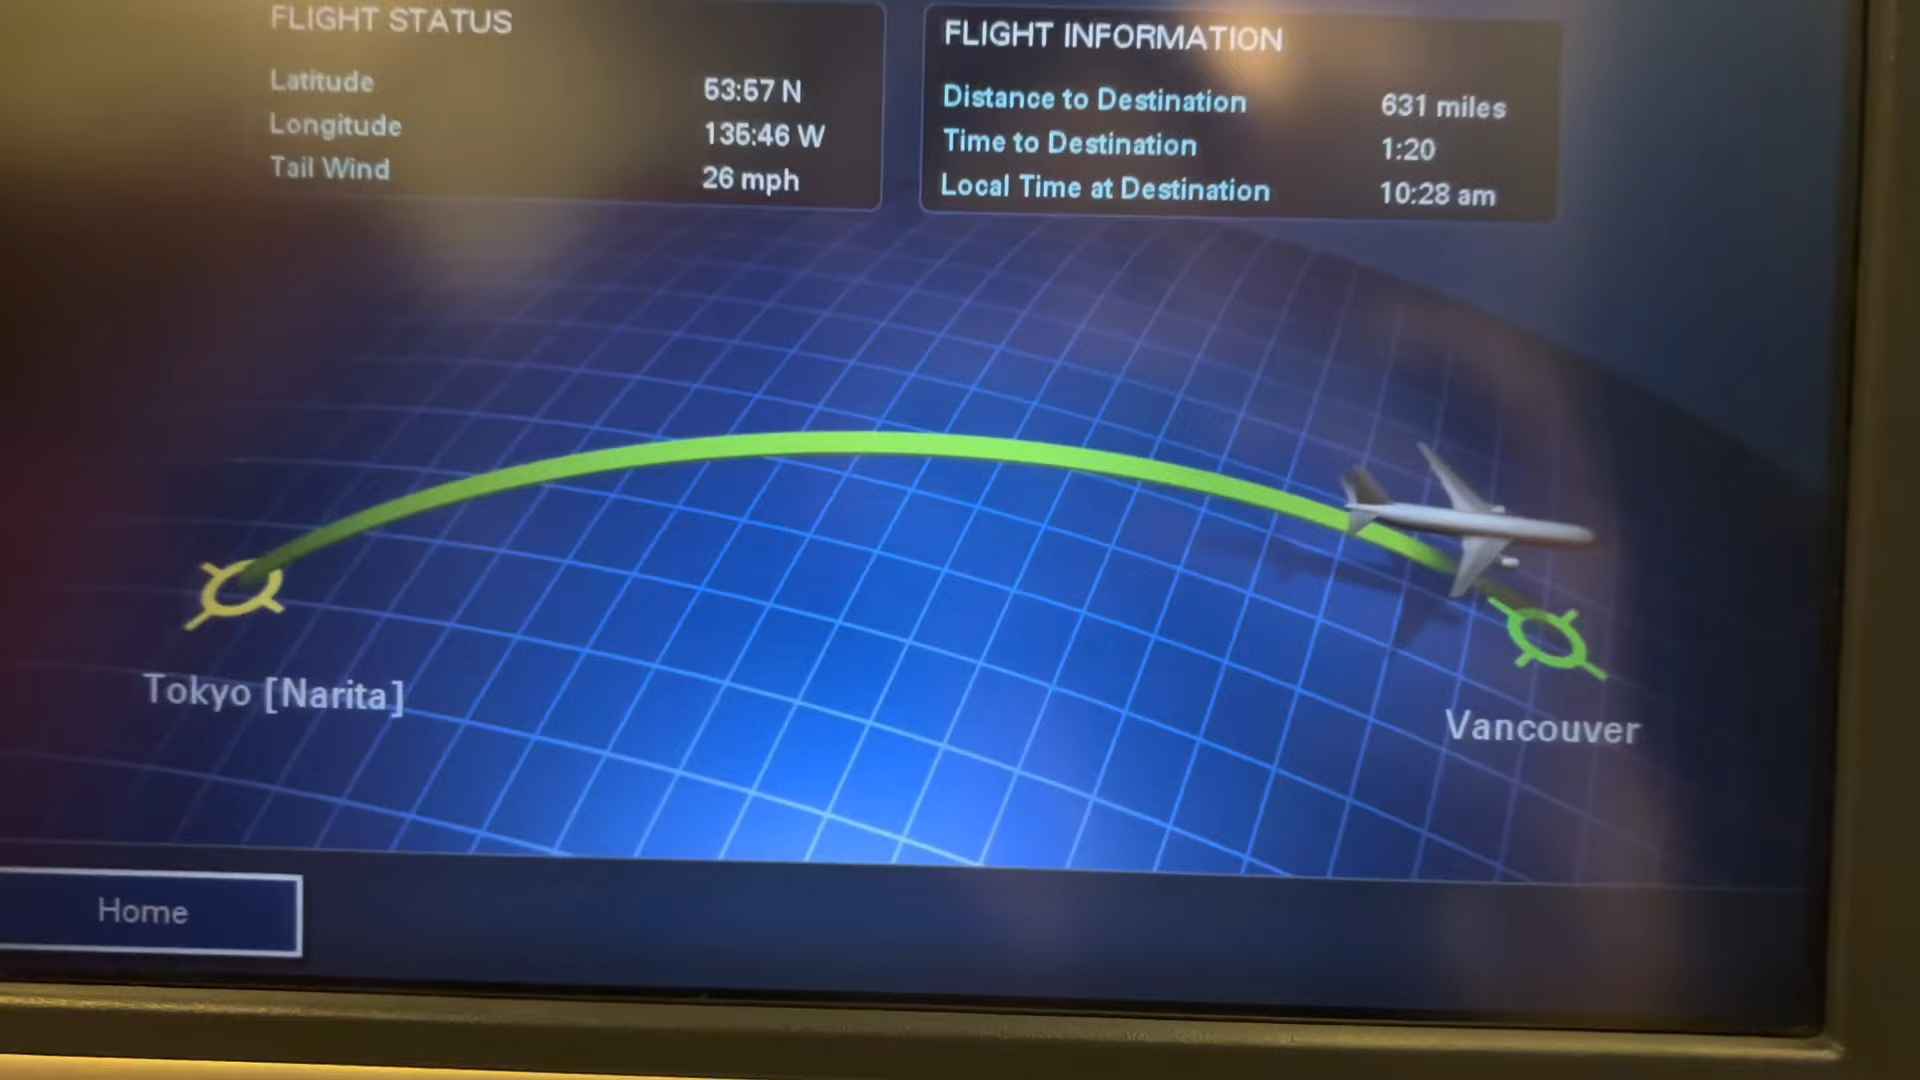 FLIGHT STATUS
Latitude 53:57 N
Longitude 135:46 W
Tail Wind 26 mph
FLIGHT INFORMATION
Distance to Destination 631 miles
Time to Destination 1:20
Local Time at Destination 10:28 am
Tokyo [Narita]
Vancouver
Home